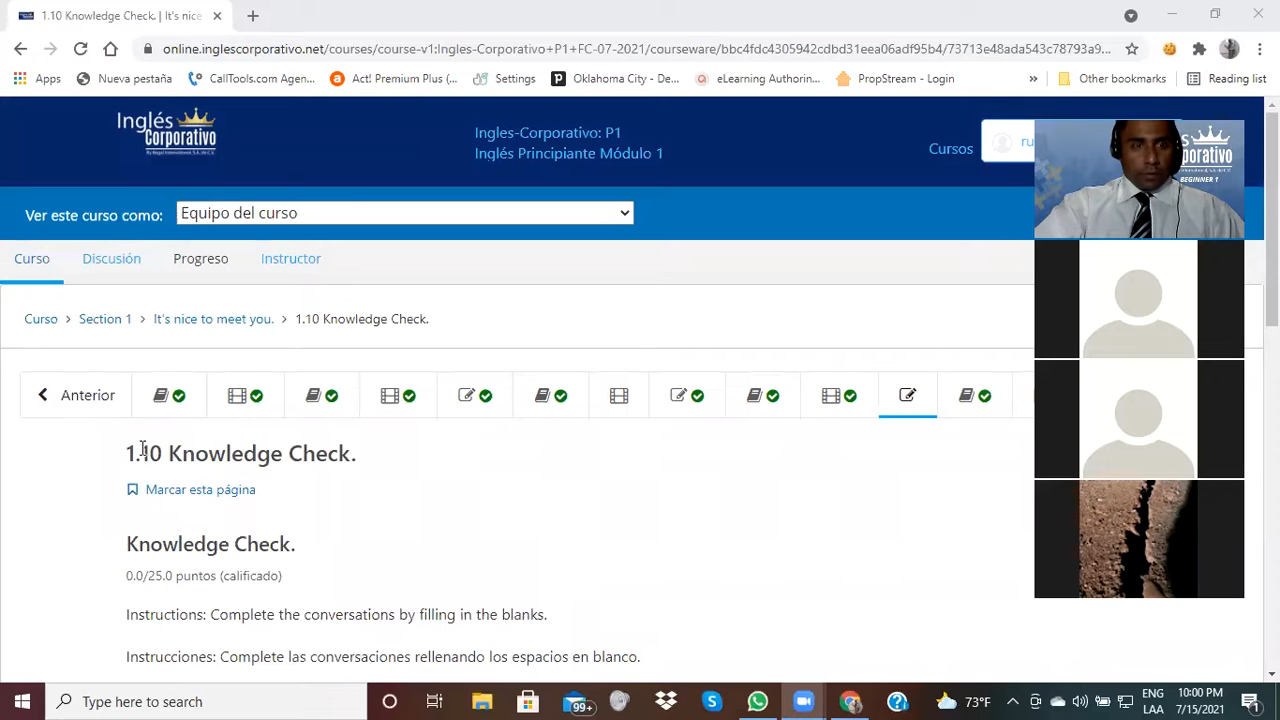 1.10 Knowledge Check. | It's nice
online.inglescorporativo.net/courses/course-v1:Ingles-Corporativo+P1+FC-07-2021/courseware/bbc4fdc4305942cdbd31eea06adf95b4/73713e48ada543c78793a9...
Apps Nueva pestaña CallTools.com Agen... Act! Premium Plus (... Settings Oklahoma City - De... eLearning Authorin... PropStream - Login » Other bookmarks Reading list
Inglés
Corporativo
Ingles-Corporativo: P1
Inglés Principiante Módulo 1
Cursos
ru
porativo
BEGINNER 1
Ver este curso como: Equipo del curso
Curso Discusión Progreso Instructor
Curso > Section 1 > It's nice to meet you. > 1.10 Knowledge Check.
Anterior
1.10 Knowledge Check.
Marcar esta página
Knowledge Check.
0.0/25.0 puntos (calificado)
Instructions: Complete the conversations by filling in the blanks.
Instrucciones: Complete las conversaciones rellenando los espacios en blanco.
Type here to search
99+
73°F
ENG
LAA
10:00 PM
7/15/2021
1